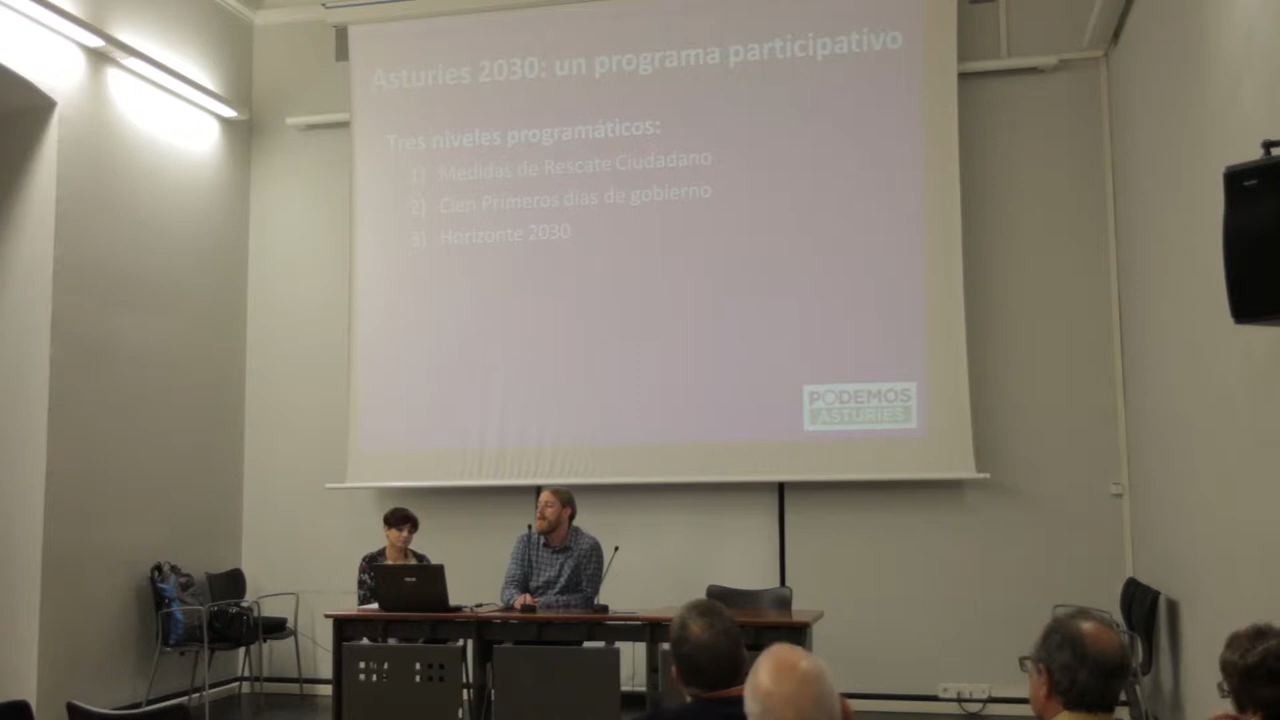 Asturies 2030: un programa participativo
Tres niveles programáticos:
1) Medidas de Rescate Ciudadano
2) Cien Primeros días de gobierno
3) Horizonte 2030
PODEMOS
ASTURIES